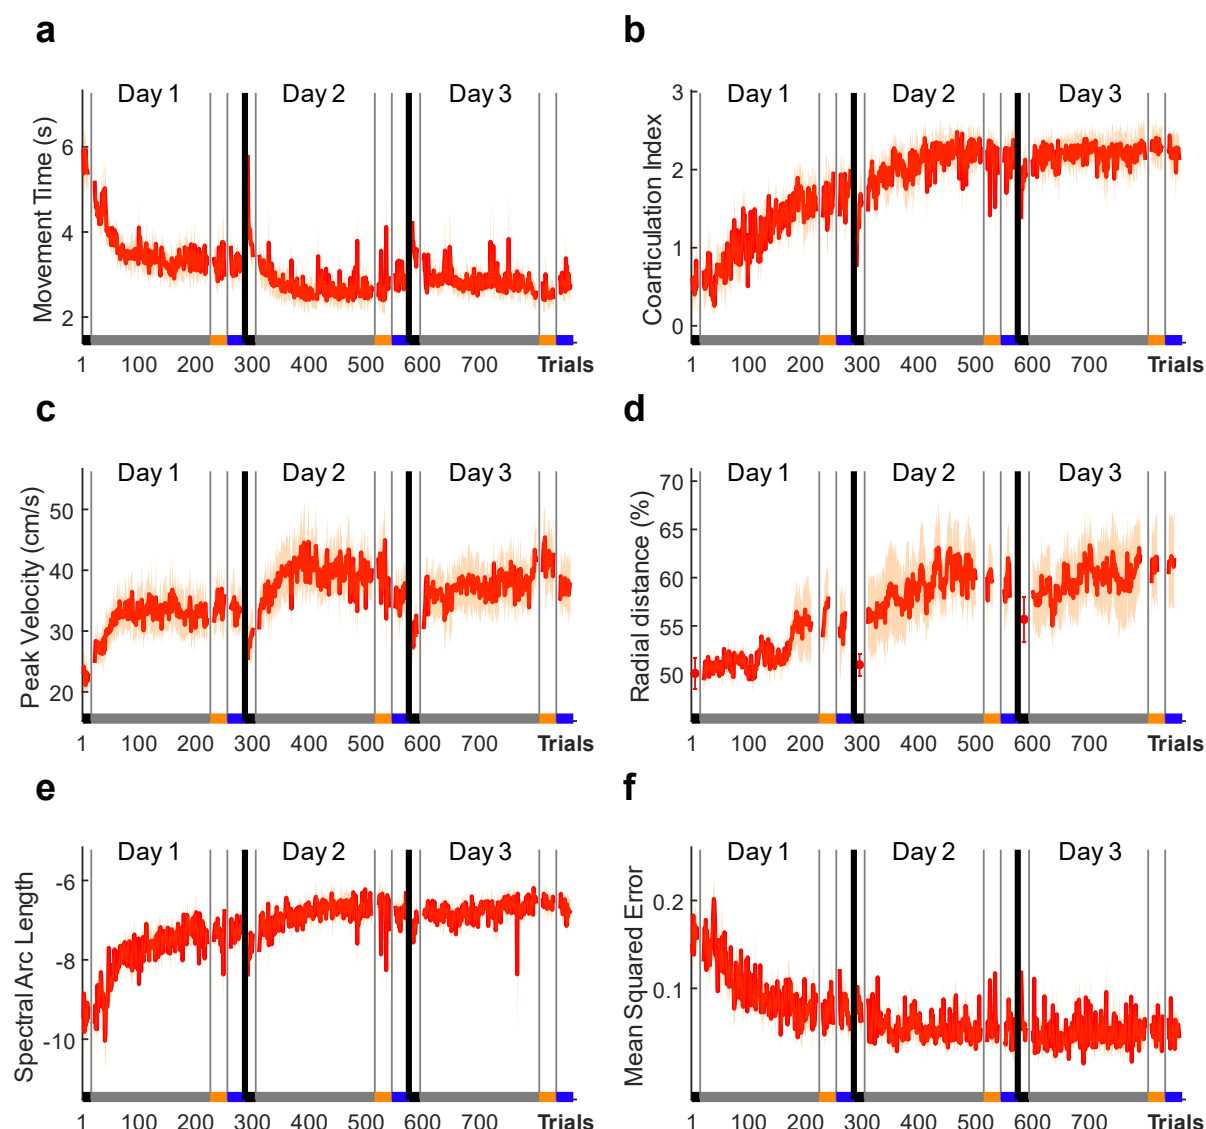 a
Day 1 Day 2 Day 3
Movement Time (s)
6
4
2
1 100 200 300 400 500 600 700 Trials
b
Day 1 Day 2 Day 3
Coarticulation Index
3
2
1
0
1 100 200 300 400 500 600 700 Trials
c
Day 1 Day 2 Day 3
Peak Velocity (cm/s)
50
40
30
20
1 100 200 300 400 500 600 700 Trials
d
Day 1 Day 2 Day 3
Radial distance (%)
70
65
60
55
50
1 100 200 300 400 500 600 700 Trials
e
Day 1 Day 2 Day 3
Spectral Arc Length
-6
-8
-10
1 100 200 300 400 500 600 700 Trials
f
Day 1 Day 2 Day 3
Mean Squared Error
0.2
0.1
1 100 200 300 400 500 600 700 Trials